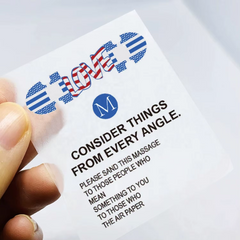 LOVE
M
CONSIDER THINGS
FROM EVERY ANGLE.
PLEASE SAND THIS MASSAGE
TO THOSE PEOPLE WHO
MEAN
SOMETHING TO YOU
TO THOSE WHO
THE AIR PAPER